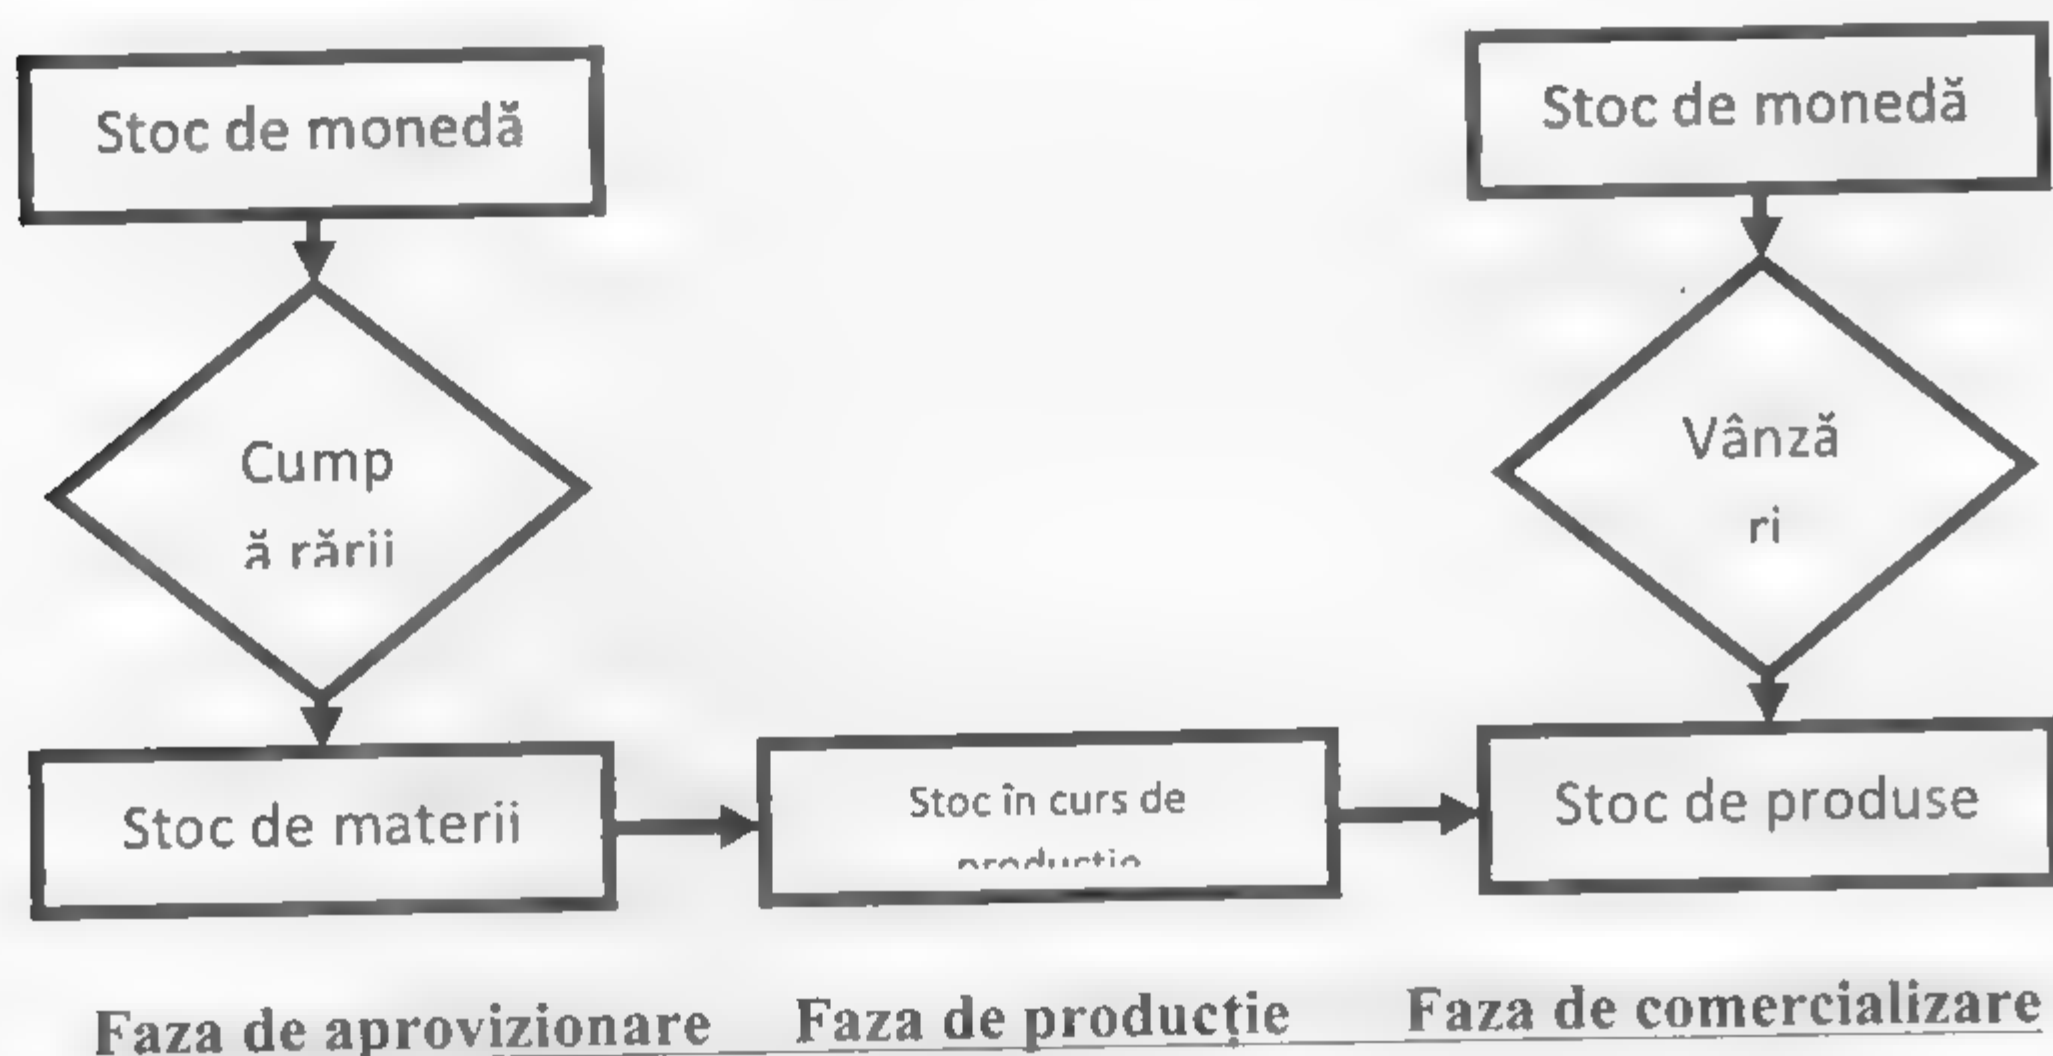 Stoc de monedă
Stoc de monedă
Cump
ă rării
Vânză
ri
Stoc de materii
Stoc în curs de
producție
Stoc de produse
Faza de aprovizionare
Faza de producție
Faza de comercializare